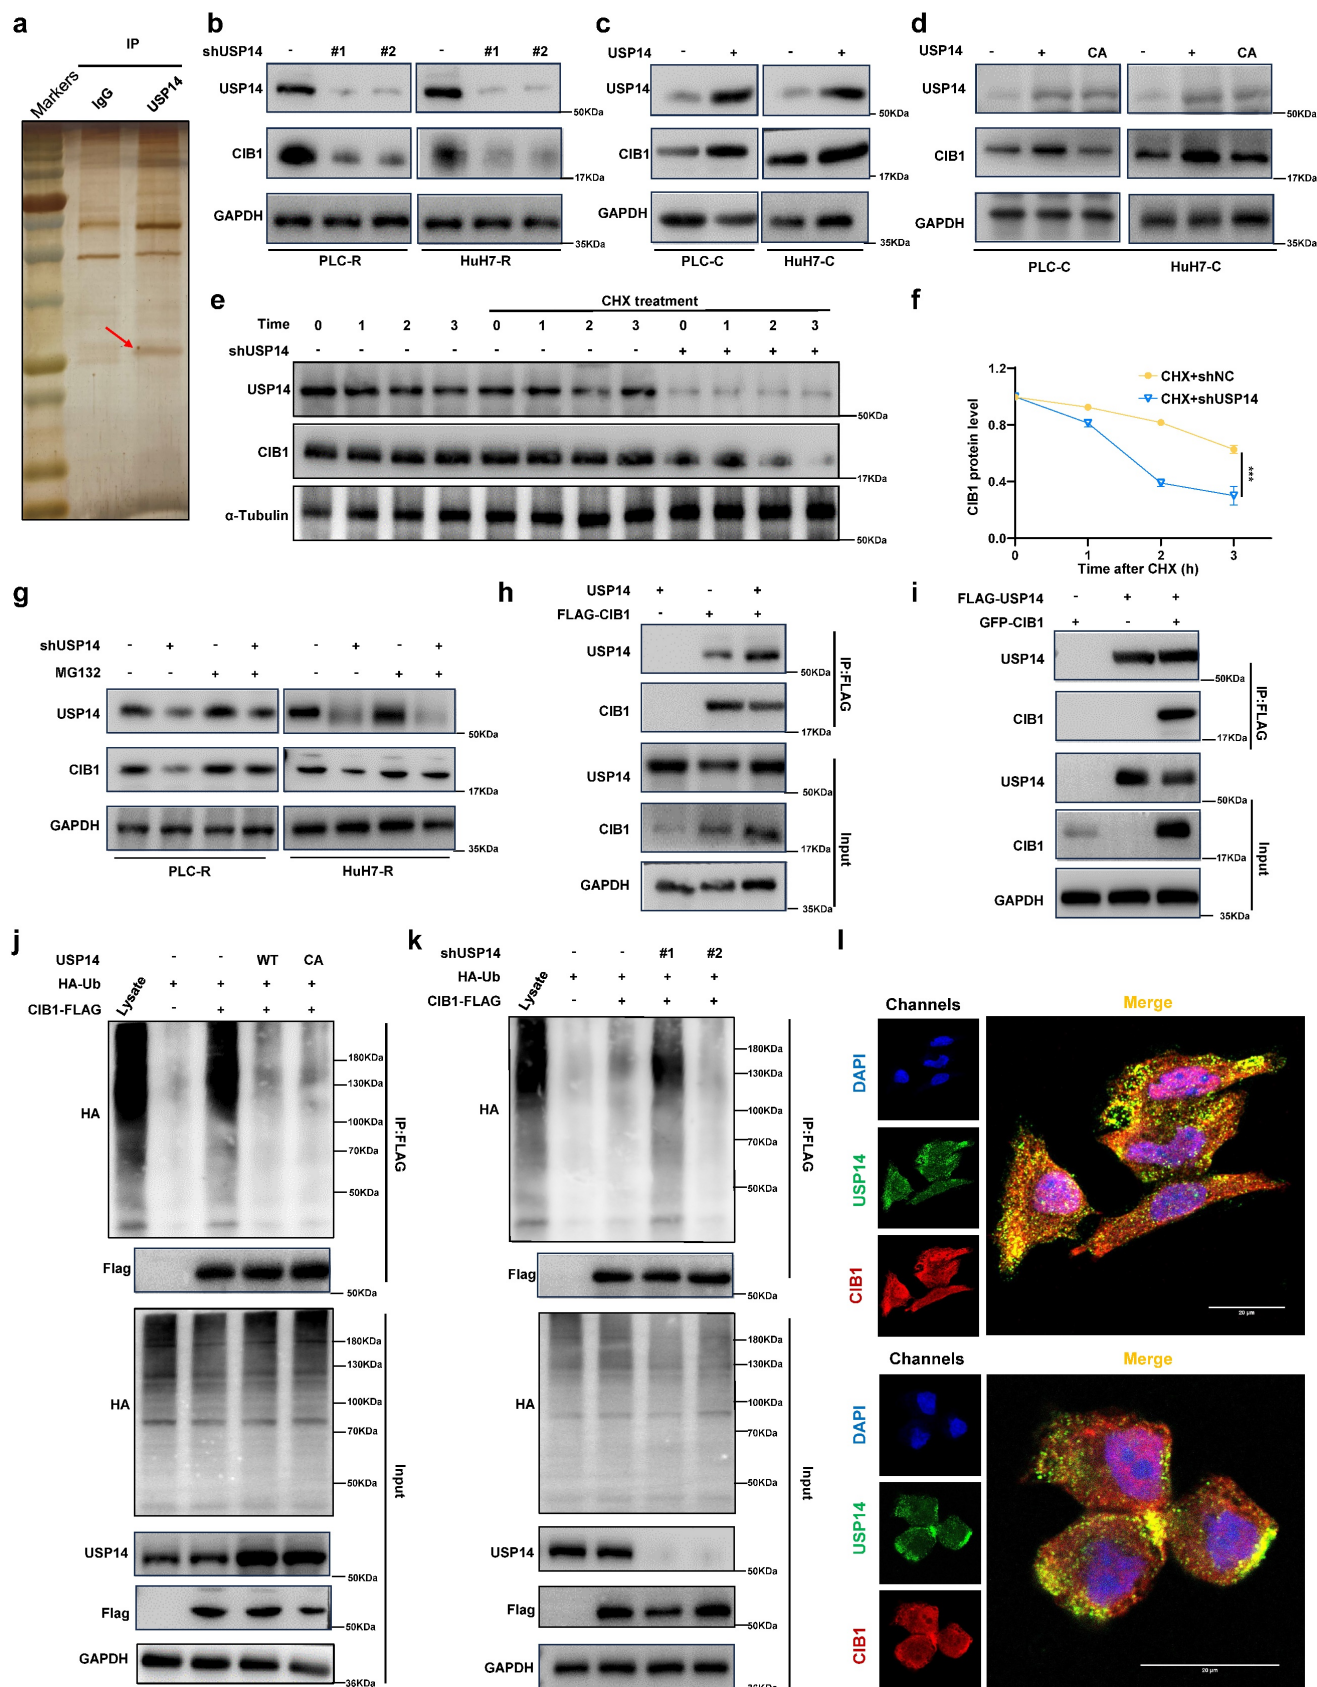 a
IP
Markers
IgG
USP14
b
shUSP14 - #1 #2 - #1 #2
USP14
50KDa
CIB1
17KDa
GAPDH
35KDa
PLC-R HuH7-R
c
USP14 - + - +
USP14
50KDa
CIB1
17KDa
GAPDH
35KDa
PLC-C HuH7-C
d
USP14 - + CA - + CA
USP14
50KDa
CIB1
17KDa
GAPDH
35KDa
PLC-C HuH7-C
e
CHX treatment
Time 0 1 2 3 0 1 2 3 0 1 2 3
shUSP14 - - - - - - - - + + + +
USP14
50KDa
CIB1
17KDa
α-Tubulin
50KDa
f
CHX+shNC
CHX+shUSP14
CIB1 protein level
1.2
0.8
0.4
0.0
0 1 2 3
Time after CHX (h)
***
g
shUSP14 - + - + - + - +
MG132 - - + + - - + +
USP14
50KDa
CIB1
17KDa
GAPDH
35KDa
PLC-R HuH7-R
h
USP14 + - +
FLAG-CIB1 - + +
USP14
50KDa
CIB1
17KDa
IP:FLAG
USP14
50KDa
CIB1
17KDa
GAPDH
35KDa
Input
i
FLAG-USP14 - + +
GFP-CIB1 + - +
USP14
50KDa
CIB1
17KDa
IP:FLAG
USP14
50KDa
CIB1
17KDa
GAPDH
35KDa
Input
j
USP14 - - WT CA
HA-Ub + + + +
CIB1-FLAG - + + +
Lysate
HA
180KDa
130KDa
100KDa
70KDa
50KDa
Flag
50KDa
IP:FLAG
HA
180KDa
130KDa
100KDa
70KDa
50KDa
USP14
50KDa
Flag
50KDa
GAPDH
36KDa
Input
k
shUSP14 - - #1 #2
HA-Ub + + + +
CIB1-FLAG - + + +
Lysate
HA
180KDa
130KDa
100KDa
70KDa
50KDa
Flag
50KDa
IP:FLAG
HA
180KDa
130KDa
100KDa
70KDa
50KDa
USP14
50KDa
Flag
50KDa
GAPDH
36KDa
Input
l
Channels Merge
DAPI
USP14
CIB1
20 μm
Channels Merge
DAPI
USP14
CIB1
20 μm